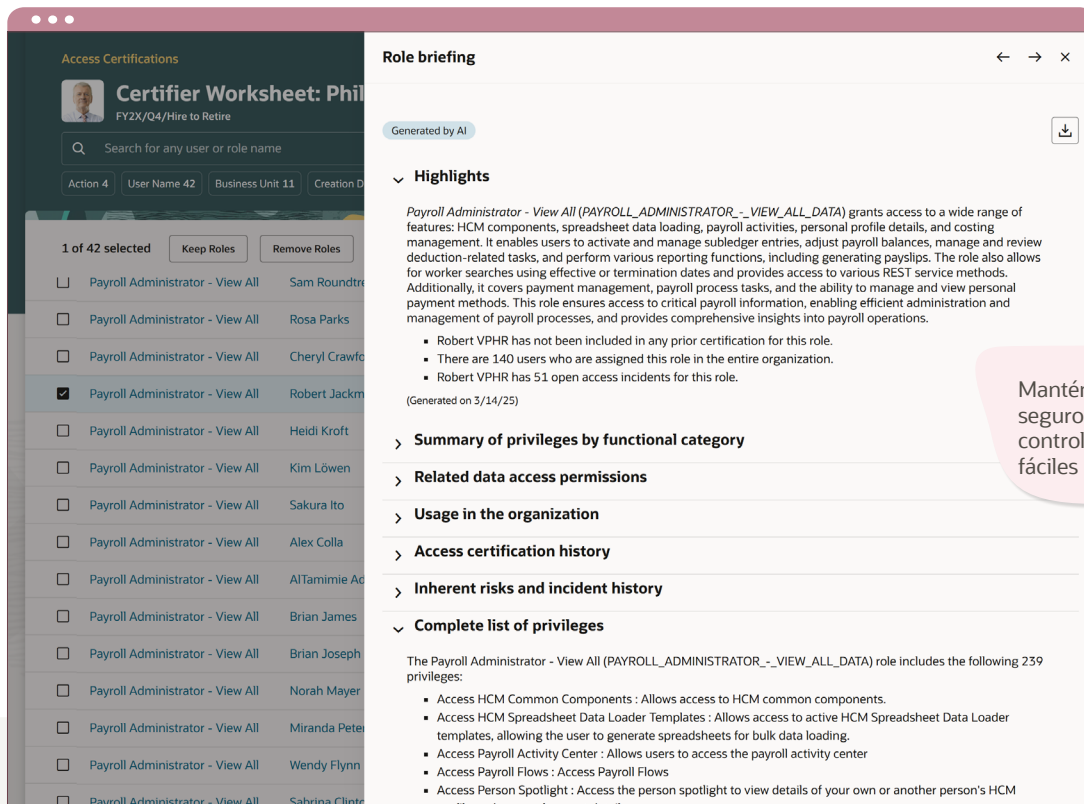 Access Certifications
Certifier Worksheet: Phil
FY2X/Q4/Hire to Retire
Search for any user or role name
Action 4
User Name 42
Business Unit 11
Creation D
1 of 42 selected
Keep Roles
Remove Roles
Payroll Administrator - View All Sam Roundtre
Payroll Administrator - View All Rosa Parks
Payroll Administrator - View All Cheryl Crawfo
Payroll Administrator - View All Robert Jackm
Payroll Administrator - View All Heidi Kroft
Payroll Administrator - View All Kim Löwen
Payroll Administrator - View All Sakura Ito
Payroll Administrator - View All Alex Colla
Payroll Administrator - View All AlTamimie Ad
Payroll Administrator - View All Brian James
Payroll Administrator - View All Brian Joseph
Payroll Administrator - View All Norah Mayer
Payroll Administrator - View All Miranda Peter
Payroll Administrator - View All Wendy Flynn
Payroll Administrator - View All Sabrina Clinto
Role briefing
Generated by AI
Highlights
Payroll Administrator - View All (PAYROLL_ADMINISTRATOR_-_VIEW_ALL_DATA) grants access to a wide range of
features: HCM components, spreadsheet data loading, payroll activities, personal profile details, and costing
management. It enables users to activate and manage subledger entries, adjust payroll balances, manage and review
deduction-related tasks, and perform various reporting functions, including generating payslips. The role also allows
for worker searches using effective or termination dates and provides access to various REST service methods.
Additionally, it covers payment management, payroll process tasks, and the ability to manage and view personal
payment methods. This role ensures access to critical payroll information, enabling efficient administration and
management of payroll processes, and provides comprehensive insights into payroll operations.
Robert VPHR has not been included in any prior certification for this role.
There are 140 users who are assigned this role in the entire organization.
Robert VPHR has 51 open access incidents for this role.
(Generated on 3/14/25)
Summary of privileges by functional category
Related data access permissions
Usage in the organization
Access certification history
Inherent risks and incident history
Complete list of privileges
The Payroll Administrator - View All (PAYROLL_ADMINISTRATOR_-_VIEW_ALL_DATA) role includes the following 239
privileges:
Access HCM Common Components : Allows access to HCM common components.
Access HCM Spreadsheet Data Loader Templates : Allows access to active HCM Spreadsheet Data Loader
templates, allowing the user to generate spreadsheets for bulk data loading.
Access Payroll Activity Center : Allows users to access the payroll activity center
Access Payroll Flows : Access Payroll Flows
Access Person Spotlight : Access the person spotlight to view details of your own or another person's HCM
Mantén
seguro
control
fáciles